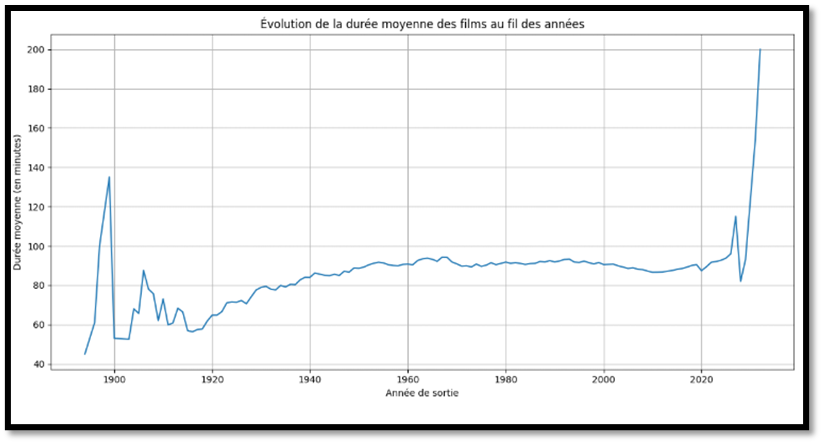 Évolution de la durée moyenne des films au fil des années
Durée moyenne (en minutes)
200
180
160
140
120
100
80
60
40
1900 1920 1940 1960 1980 2000 2020
Année de sortie